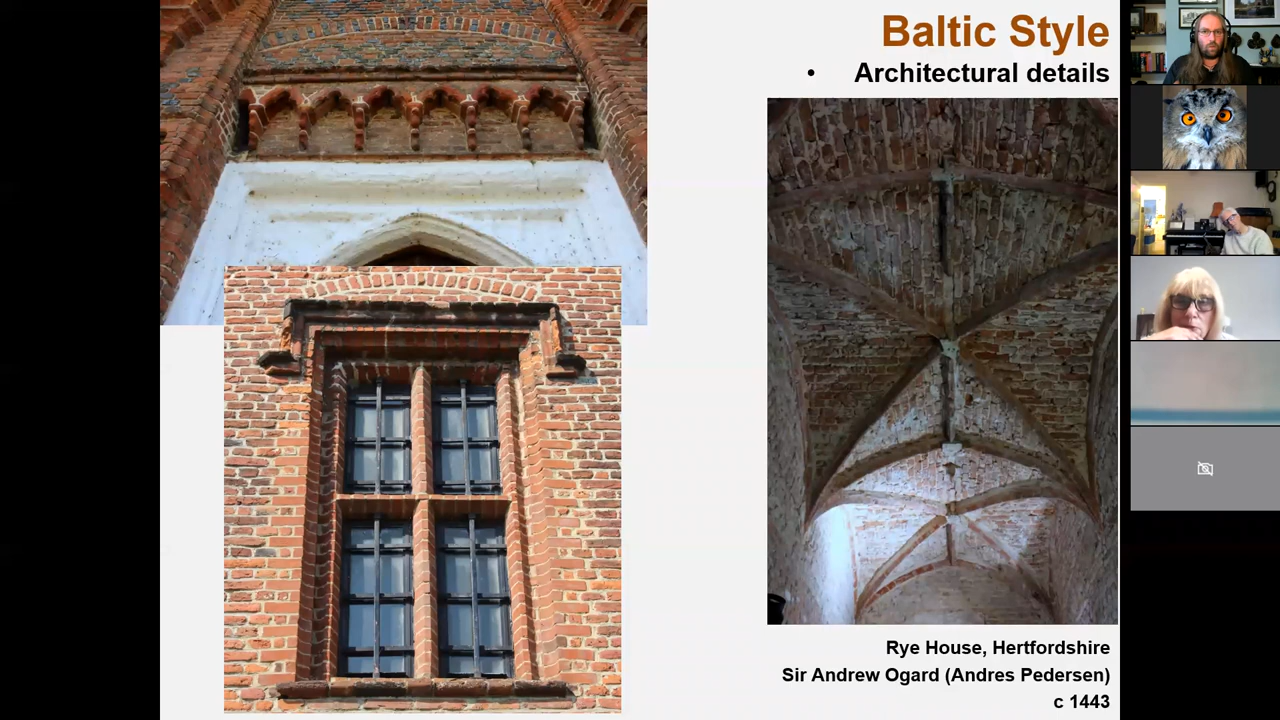 Baltic Style
• Architectural details
Rye House, Hertfordshire
Sir Andrew Ogard (Andres Pedersen)
c 1443